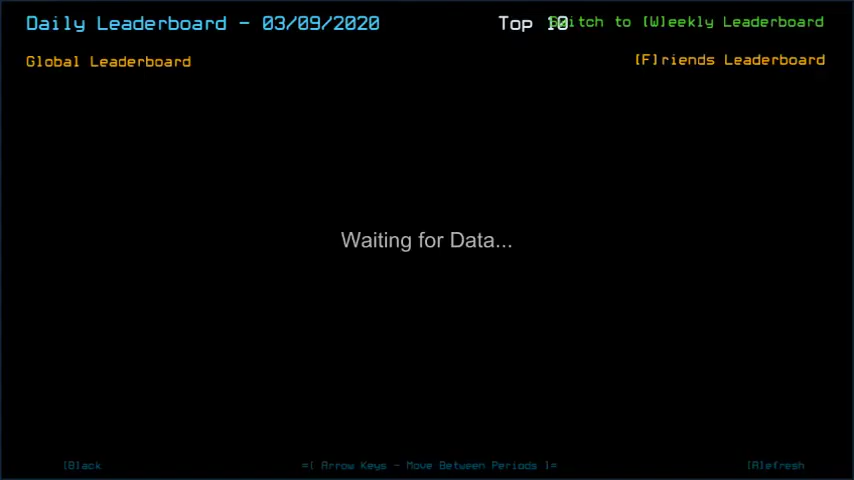 Daily Leaderboard - 03/09/2020
Top 10
Switch to [W]eekly Leaderboard
Global Leaderboard
[F]riends Leaderboard
Waiting for Data...
[B]ack
=[ Arrow Keys - Move Between Periods ]=
[R]efresh